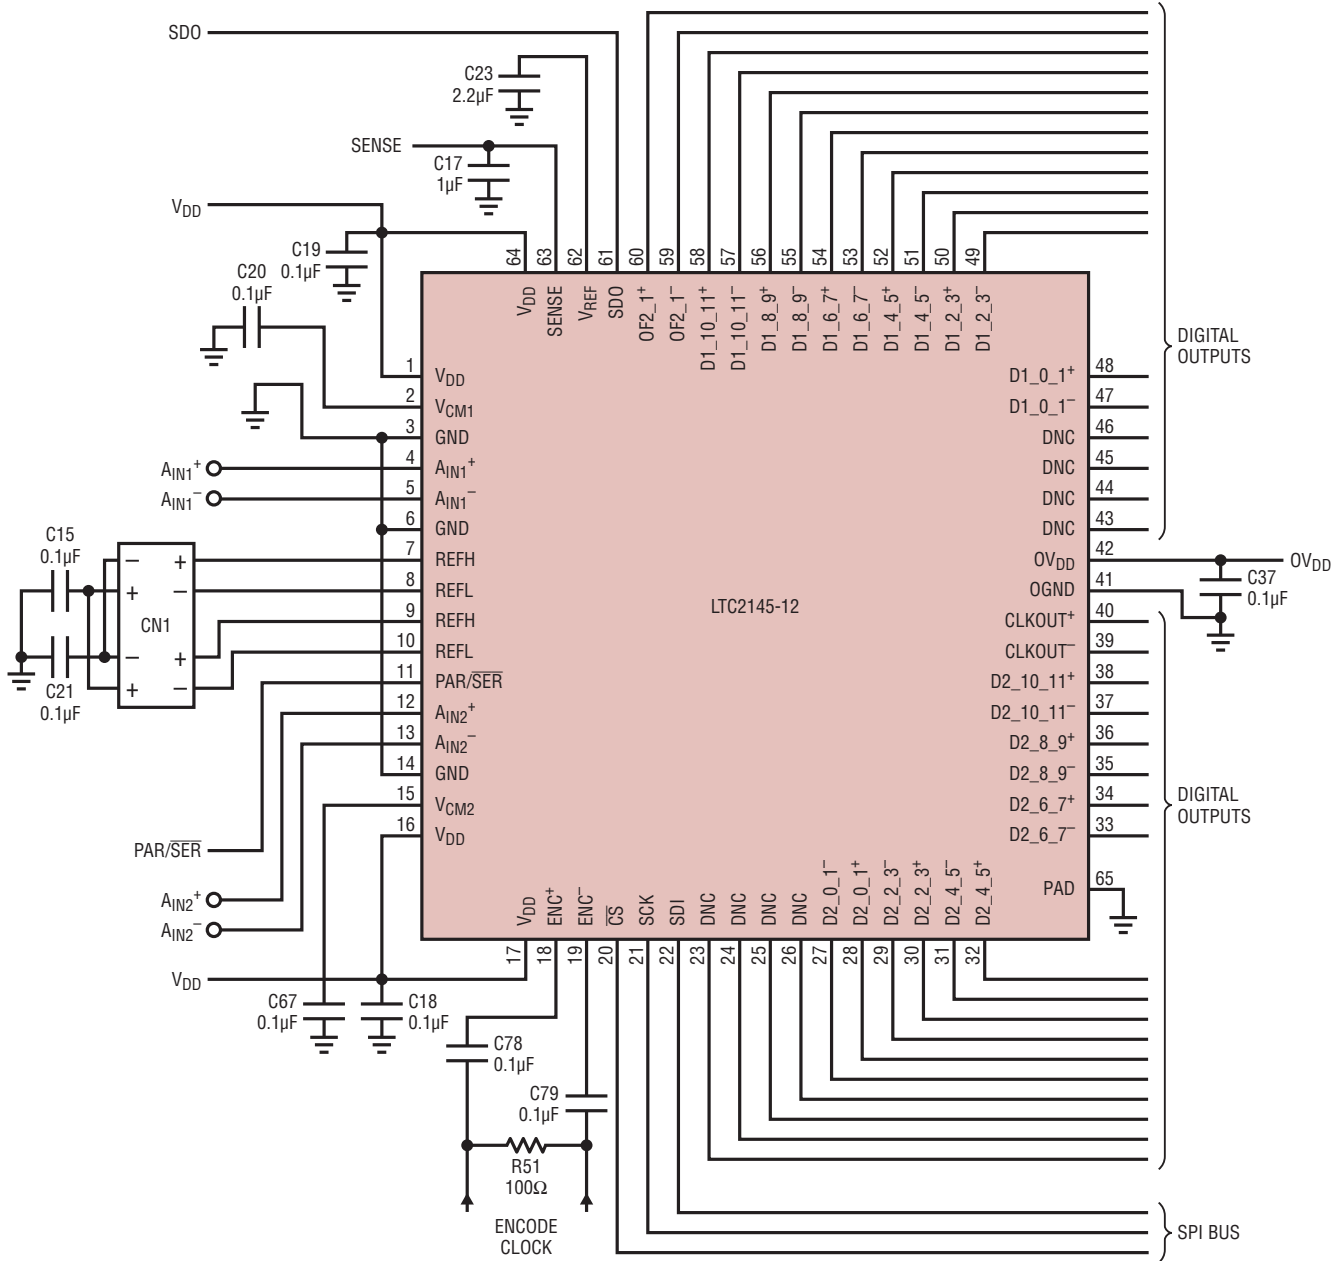 SDO
C23
2.2µF
SENSE
C17
1µF
VDD
C19
0.1µF
C20
0.1µF
64
63
62
61
60
59
58
57
56
55
54
53
52
51
50
49
VDD
SENSE
VREF
SDO
OF2_1+
OF2_1–
D1_10_11+
D1_10_11–
D1_8_9+
D1_8_9–
D1_6_7+
D1_6_7–
D1_4_5+
D1_4_5–
D1_2_3+
D1_2_3–
DIGITAL
OUTPUTS
1 VDD
2 VCM1
3 GND
AIN1+ 4 AIN1+
AIN1– 5 AIN1–
6 GND
7 REFH
8 REFL
9 REFH
10 REFL
11 PAR/SER
12 AIN2+
13 AIN2–
14 GND
15 VCM2
16 VDD
C15
0.1µF
CN1
– +
+ –
– +
+ –
C21
0.1µF
LTC2145-12
D1_0_1+ 48
D1_0_1– 47
DNC 46
DNC 45
DNC 44
DNC 43
OVDD 42 OVDD
OGND 41
C37
0.1µF
CLKOUT+ 40
CLKOUT– 39
D2_10_11+ 38
D2_10_11– 37
D2_8_9+ 36
D2_8_9– 35
D2_6_7+ 34
D2_6_7– 33
DIGITAL
OUTPUTS
PAD 65
PAR/SER
AIN2+
AIN2–
VDD
VDD
ENC+
ENC–
CS
SCK
SDI
DNC
DNC
DNC
DNC
D2_0_1–
D2_0_1+
D2_2_3–
D2_2_3+
D2_4_5–
D2_4_5+
17
18
19
20
21
22
23
24
25
26
27
28
29
30
31
32
C67
0.1µF
C18
0.1µF
C78
0.1µF
C79
0.1µF
R51
100Ω
ENCODE
CLOCK
SPI BUS